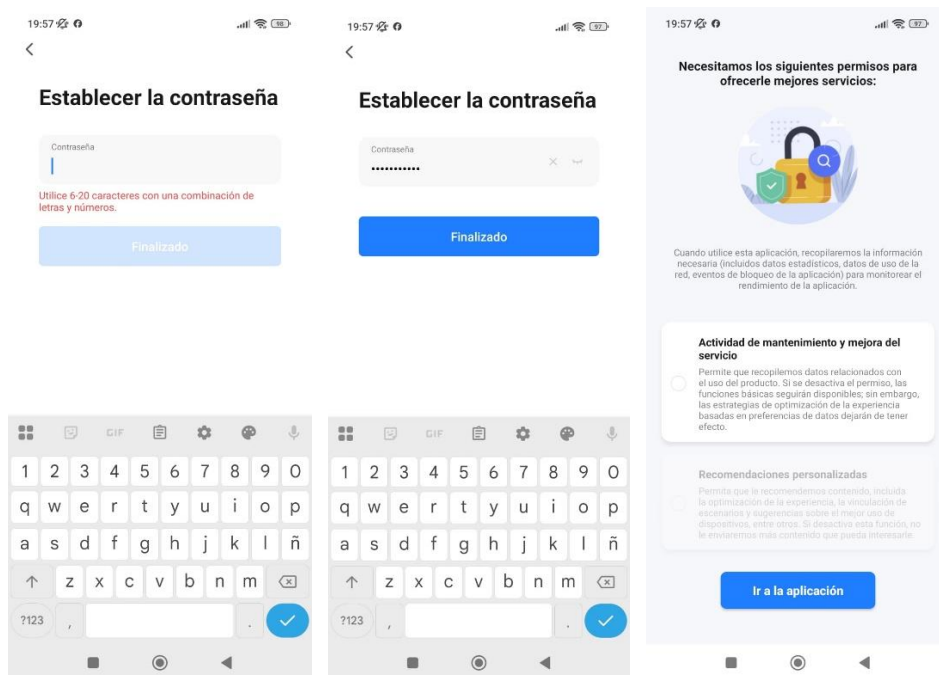 19:57
98
Establecer la contraseña
Contraseña
Utilice 6-20 caracteres con una combinación de
letras y números.
Finalizado
GIF
1 2 3 4 5 6 7 8 9 0
q w e r t y u i o p
a s d f g h j k l ñ
z x c v b n m
?123 , .
19:57
97
Establecer la contraseña
Contraseña
•••••••••••
Finalizado
GIF
1 2 3 4 5 6 7 8 9 0
q w e r t y u i o p
a s d f g h j k l ñ
z x c v b n m
?123 , .
19:57
97
Necesitamos los siguientes permisos para
ofrecerle mejores servicios:
Cuando utilice esta aplicación, recopilaremos la información
necesaria (incluidos datos estadísticos, datos de uso de la
red, eventos de bloqueo de la aplicación) para monitorear el
rendimiento de la aplicación.
Actividad de mantenimiento y mejora del
servicio
Permite que recopilemos datos relacionados con
el uso del producto. Si se desactiva el permiso, las
funciones básicas seguirán disponibles; sin embargo,
las estrategias de optimización de la experiencia
basadas en preferencias de datos dejarán de tener
efecto.
Recomendaciones personalizadas
Permita que le recomendemos contenido, incluida
la optimización de la experiencia, la vinculación de
escenarios y sugerencias sobre el mejor uso de
dispositivos, entre otros. Si desactiva esta función, no
le enviaremos más contenido que pueda interesarle.
Ir a la aplicación